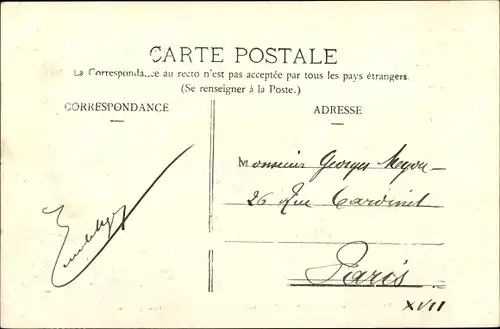 CARTE POSTALE
La Correspondance au recto n'est pas acceptée par tous les pays étrangers
(Se renseigner à la Poste.)
CORRESPONDANCE
ADRESSE
Monsieur Georges
26 Rue Cardinet
Paris
XVII